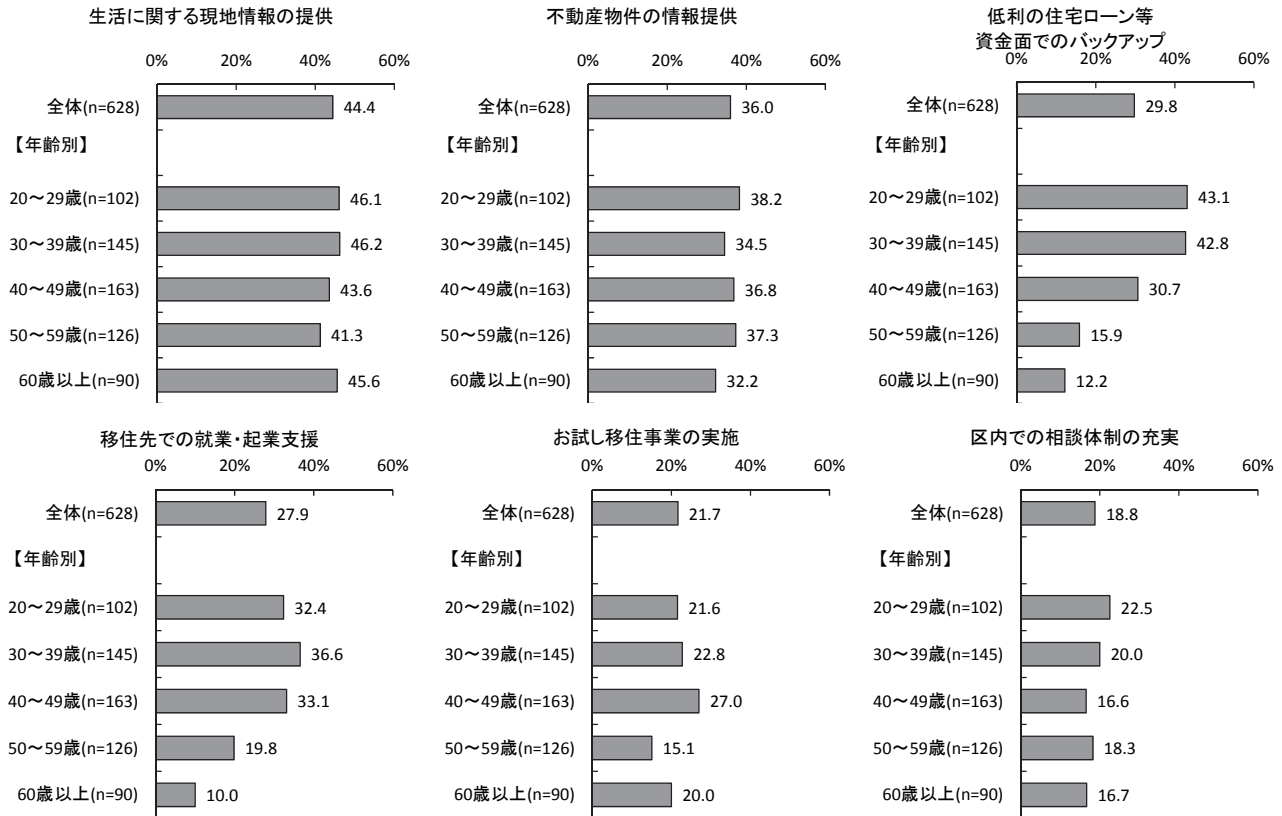 生活に関する現地情報の提供
0% 20% 40% 60%
全体(n=628) 44.4
【年齢別】
20～29歳(n=102) 46.1
30～39歳(n=145) 46.2
40～49歳(n=163) 43.6
50～59歳(n=126) 41.3
60歳以上(n=90) 45.6
不動産物件の情報提供
0% 20% 40% 60%
全体(n=628) 36.0
【年齢別】
20～29歳(n=102) 38.2
30～39歳(n=145) 34.5
40～49歳(n=163) 36.8
50～59歳(n=126) 37.3
60歳以上(n=90) 32.2
低利の住宅ローン等
資金面でのバックアップ
0% 20% 40% 60%
全体(n=628) 29.8
【年齢別】
20～29歳(n=102) 43.1
30～39歳(n=145) 42.8
40～49歳(n=163) 30.7
50～59歳(n=126) 15.9
60歳以上(n=90) 12.2
移住先での就業・起業支援
0% 20% 40% 60%
全体(n=628) 27.9
【年齢別】
20～29歳(n=102) 32.4
30～39歳(n=145) 36.6
40～49歳(n=163) 33.1
50～59歳(n=126) 19.8
60歳以上(n=90) 10.0
お試し移住事業の実施
0% 20% 40% 60%
全体(n=628) 21.7
【年齢別】
20～29歳(n=102) 21.6
30～39歳(n=145) 22.8
40～49歳(n=163) 27.0
50～59歳(n=126) 15.1
60歳以上(n=90) 20.0
区内での相談体制の充実
0% 20% 40% 60%
全体(n=628) 18.8
【年齢別】
20～29歳(n=102) 22.5
30～39歳(n=145) 20.0
40～49歳(n=163) 16.6
50～59歳(n=126) 18.3
60歳以上(n=90) 16.7